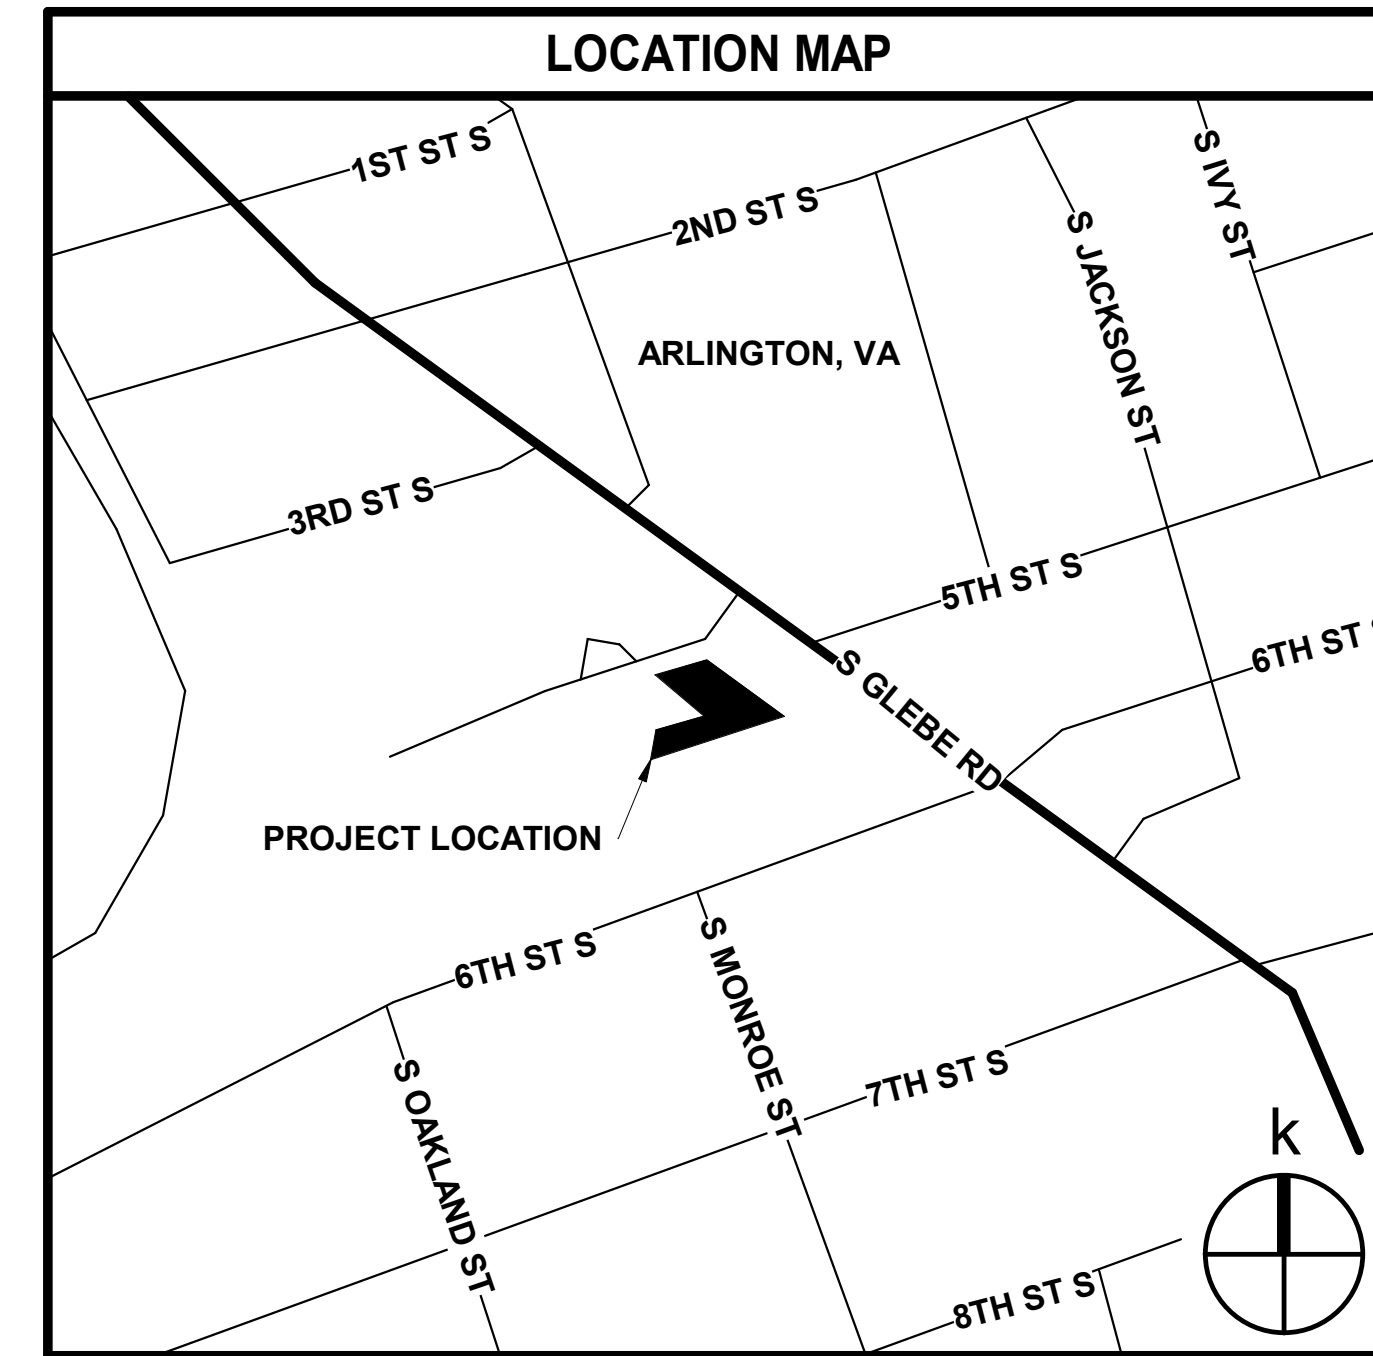 LOCATION MAP
1ST ST S
S IVY ST
2ND ST S
S JACKSON ST
ARLINGTON, VA
3RD ST S
5TH ST S
6TH ST S
S GLEBE RD
PROJECT LOCATION
6TH ST S
S MONROE ST
7TH ST S
S OAKLAND ST
k
8TH ST S